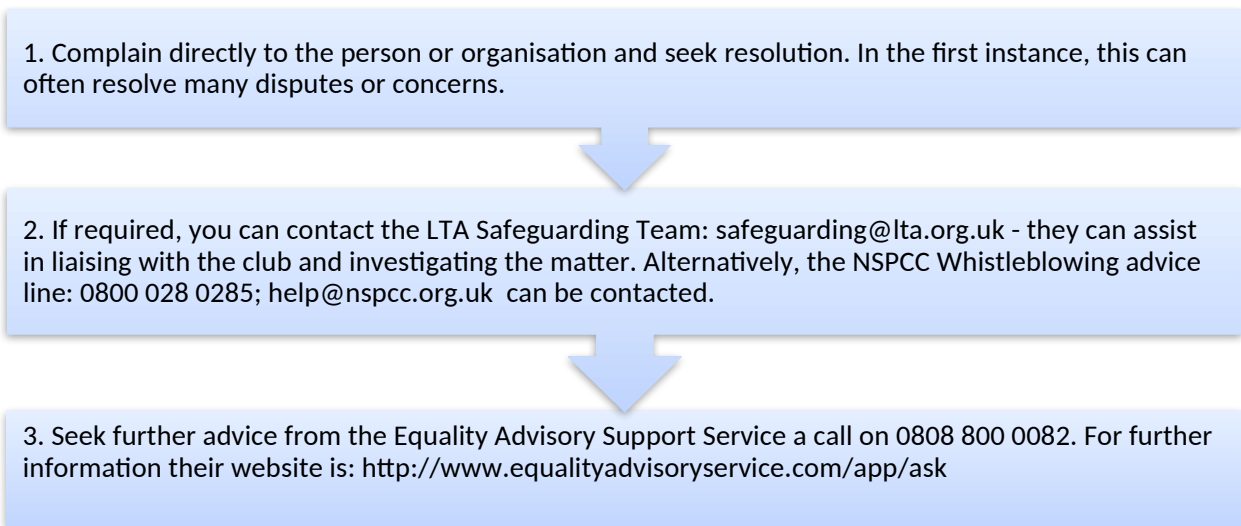 1. Complain directly to the person or organisation and seek resolution. In the first instance, this can
often resolve many disputes or concerns.
2. If required, you can contact the LTA Safeguarding Team: safeguarding@lta.org.uk - they can assist
in liaising with the club and investigating the matter. Alternatively, the NSPCC Whistleblowing advice
line: 0800 028 0285; help@nspcc.org.uk  can be contacted.
3. Seek further advice from the Equality Advisory Support Service a call on 0808 800 0082. For further
information their website is: http://www.equalityadvisoryservice.com/app/ask